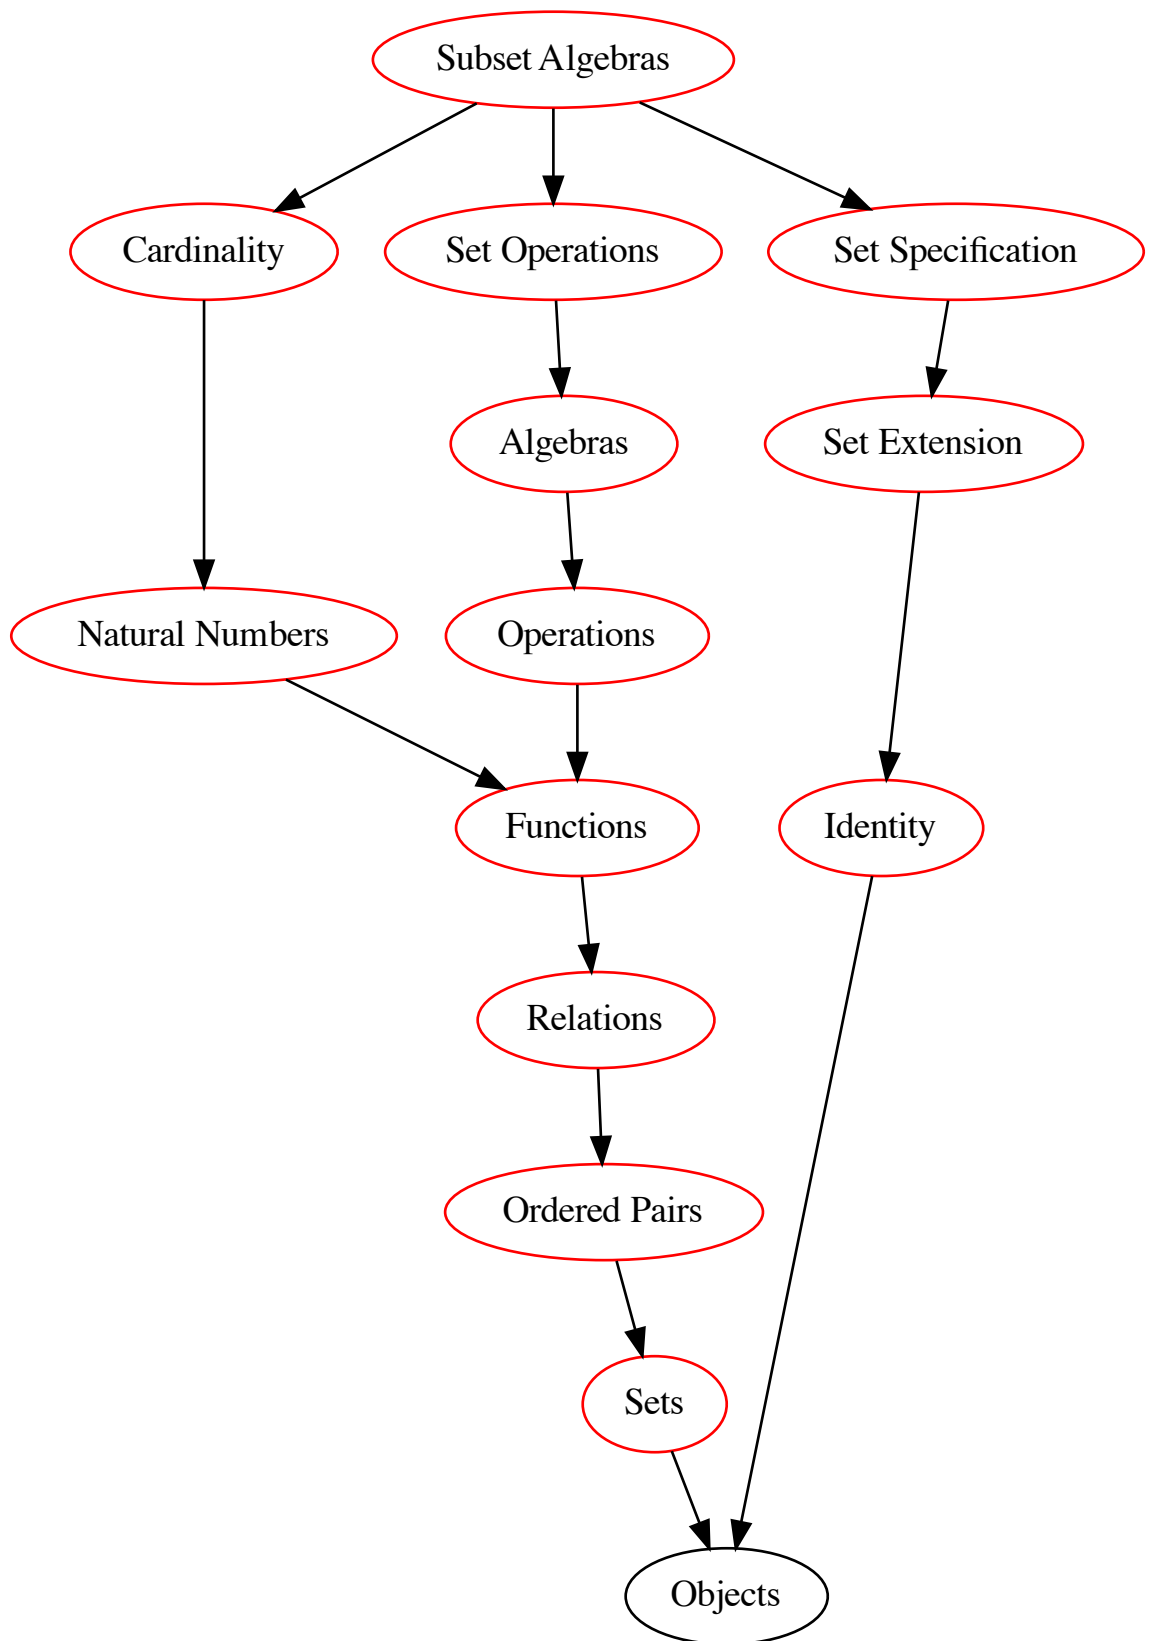 Subset Algebras
Cardinality
Set Operations
Set Specification
Algebras
Set Extension
Natural Numbers
Operations
Functions
Identity
Relations
Ordered Pairs
Sets
Objects